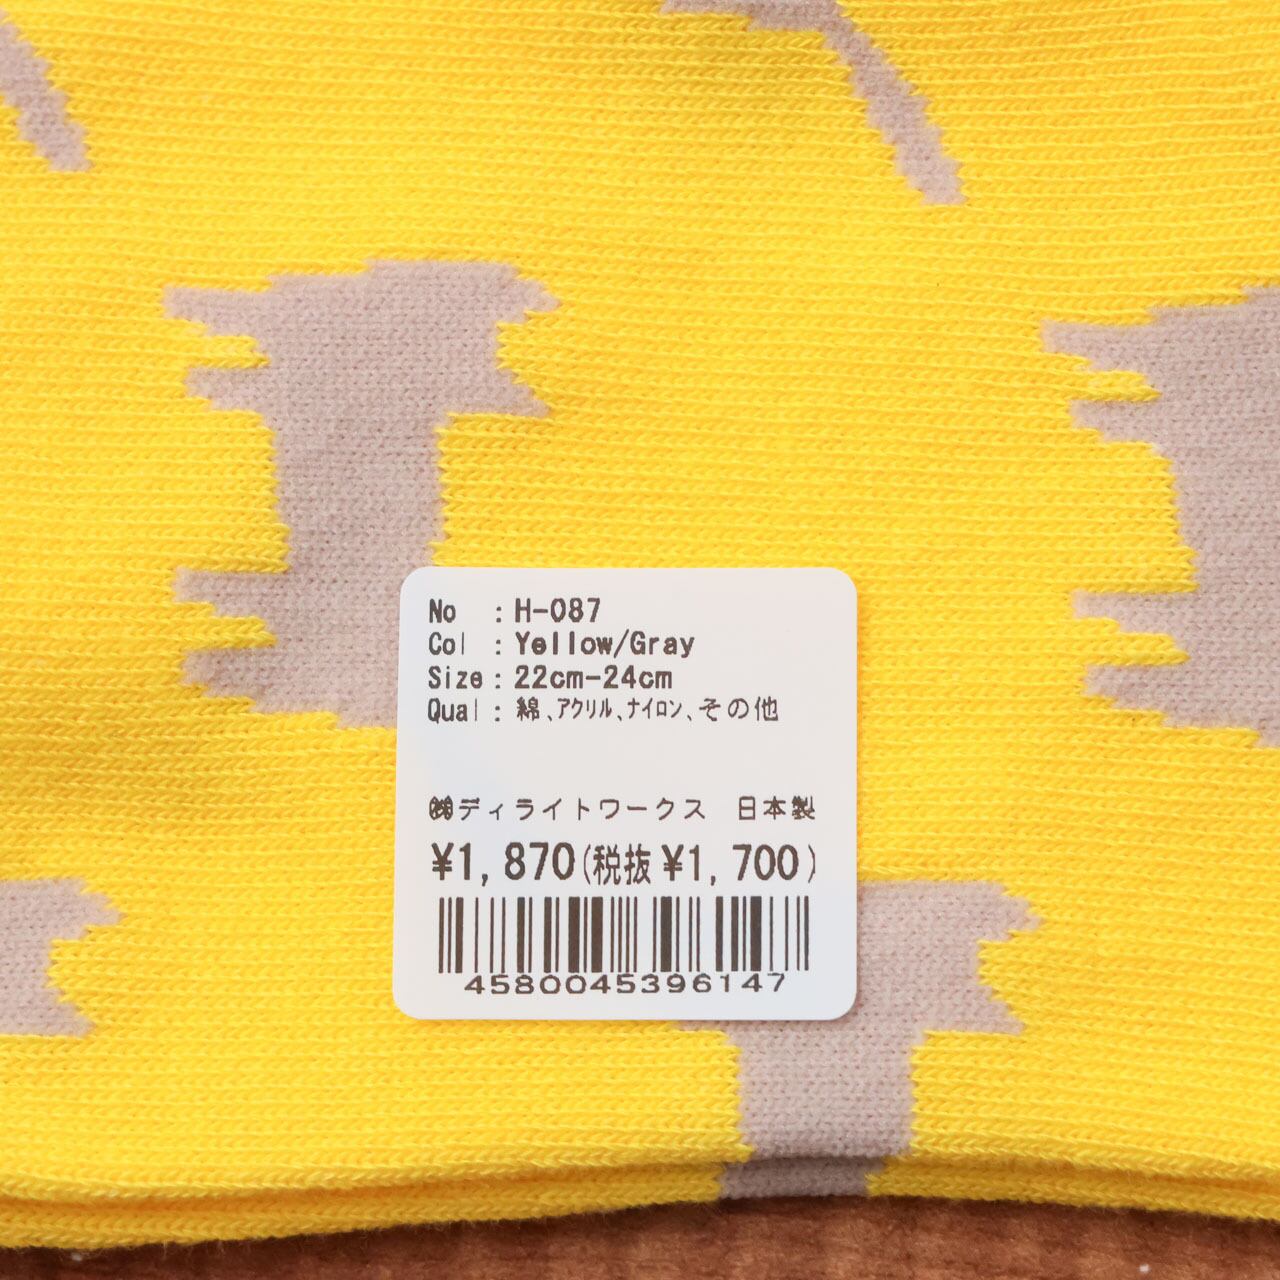 No : H-087
Col : Yellow/Gray
Size : 22cm-24cm
Qual : 綿、アクリル、ナイロン、その他
㈱ディライトワークス 日本製
¥1,870(税抜¥1,700)
4580045396147